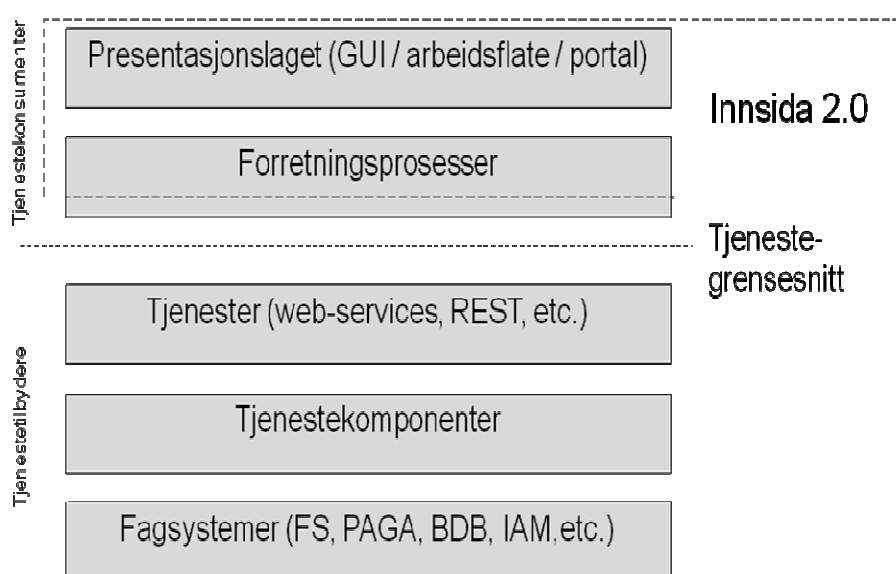 Tjenestekonsumenter
Presentasjonslaget (GUI / arbeidsflate / portal)
Innsida 2.0
Forretningsprosesser
Tjeneste-
grensesnitt
Tjenestetilbydere
Tjenester (web-services, REST, etc.)
Tjenestekomponenter
Fagsystemer (FS, PAGA, BDB, IAM,etc.)